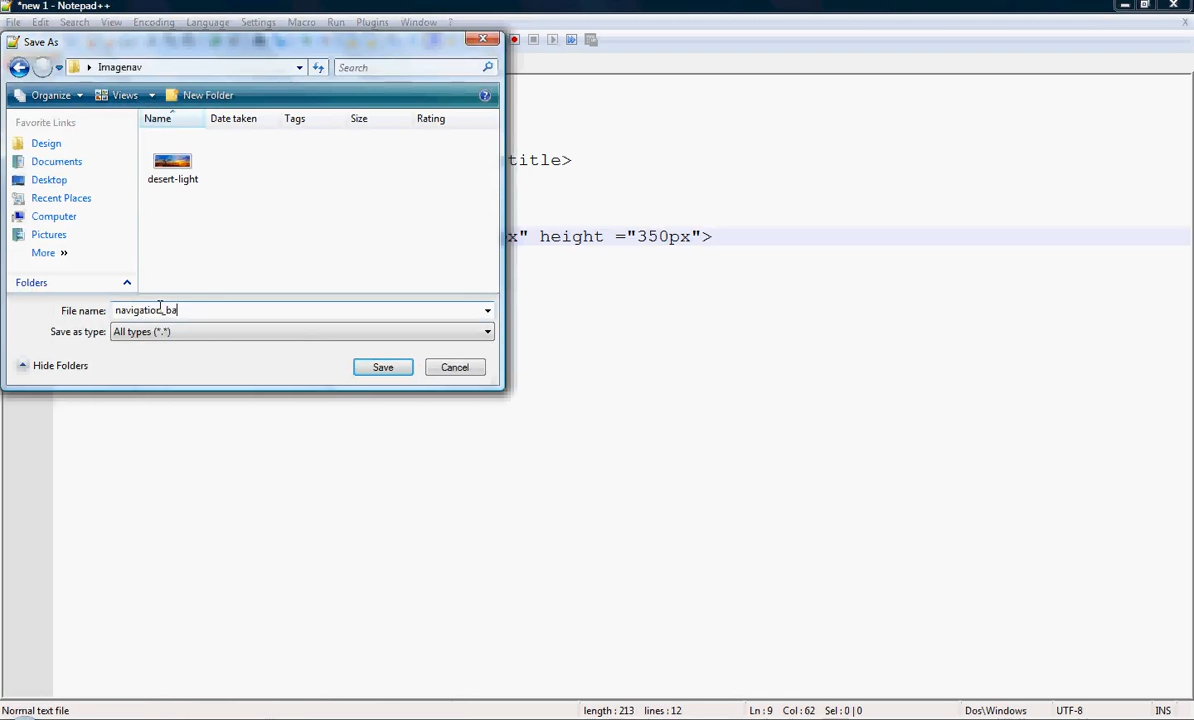 *new 1 - Notepad++
File Edit Search View Encoding Language Settings Macro Run Plugins Window ?
Save As
Imagenav Search
Organize Views New Folder
Favorite Links
Design
Documents
Desktop
Recent Places
Computer
Pictures
More »
Folders
Name Date taken Tags Size Rating
desert-light
title>
x" height ="350px">
File name: navigation_ba
Save as type: All types (*.*)
Hide Folders Save Cancel
Normal text file length : 213 lines : 12 Ln : 9 Col : 62 Sel : 0 | 0 Dos\Windows UTF-8 INS